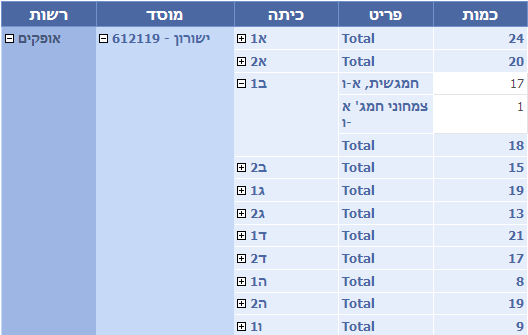 רשות מוסד כיתה פריט כמות
אופקים ישורון - 612119 א1 Total 24
א2 Total 20
ב1 חמגשית, א-ו 17
צמחוני חמג' א
-ו 1
Total 18
ב2 Total 15
ג1 Total 19
ג2 Total 13
ד1 Total 21
ד2 Total 17
ה1 Total 8
ה2 Total 19
ו1 Total 9